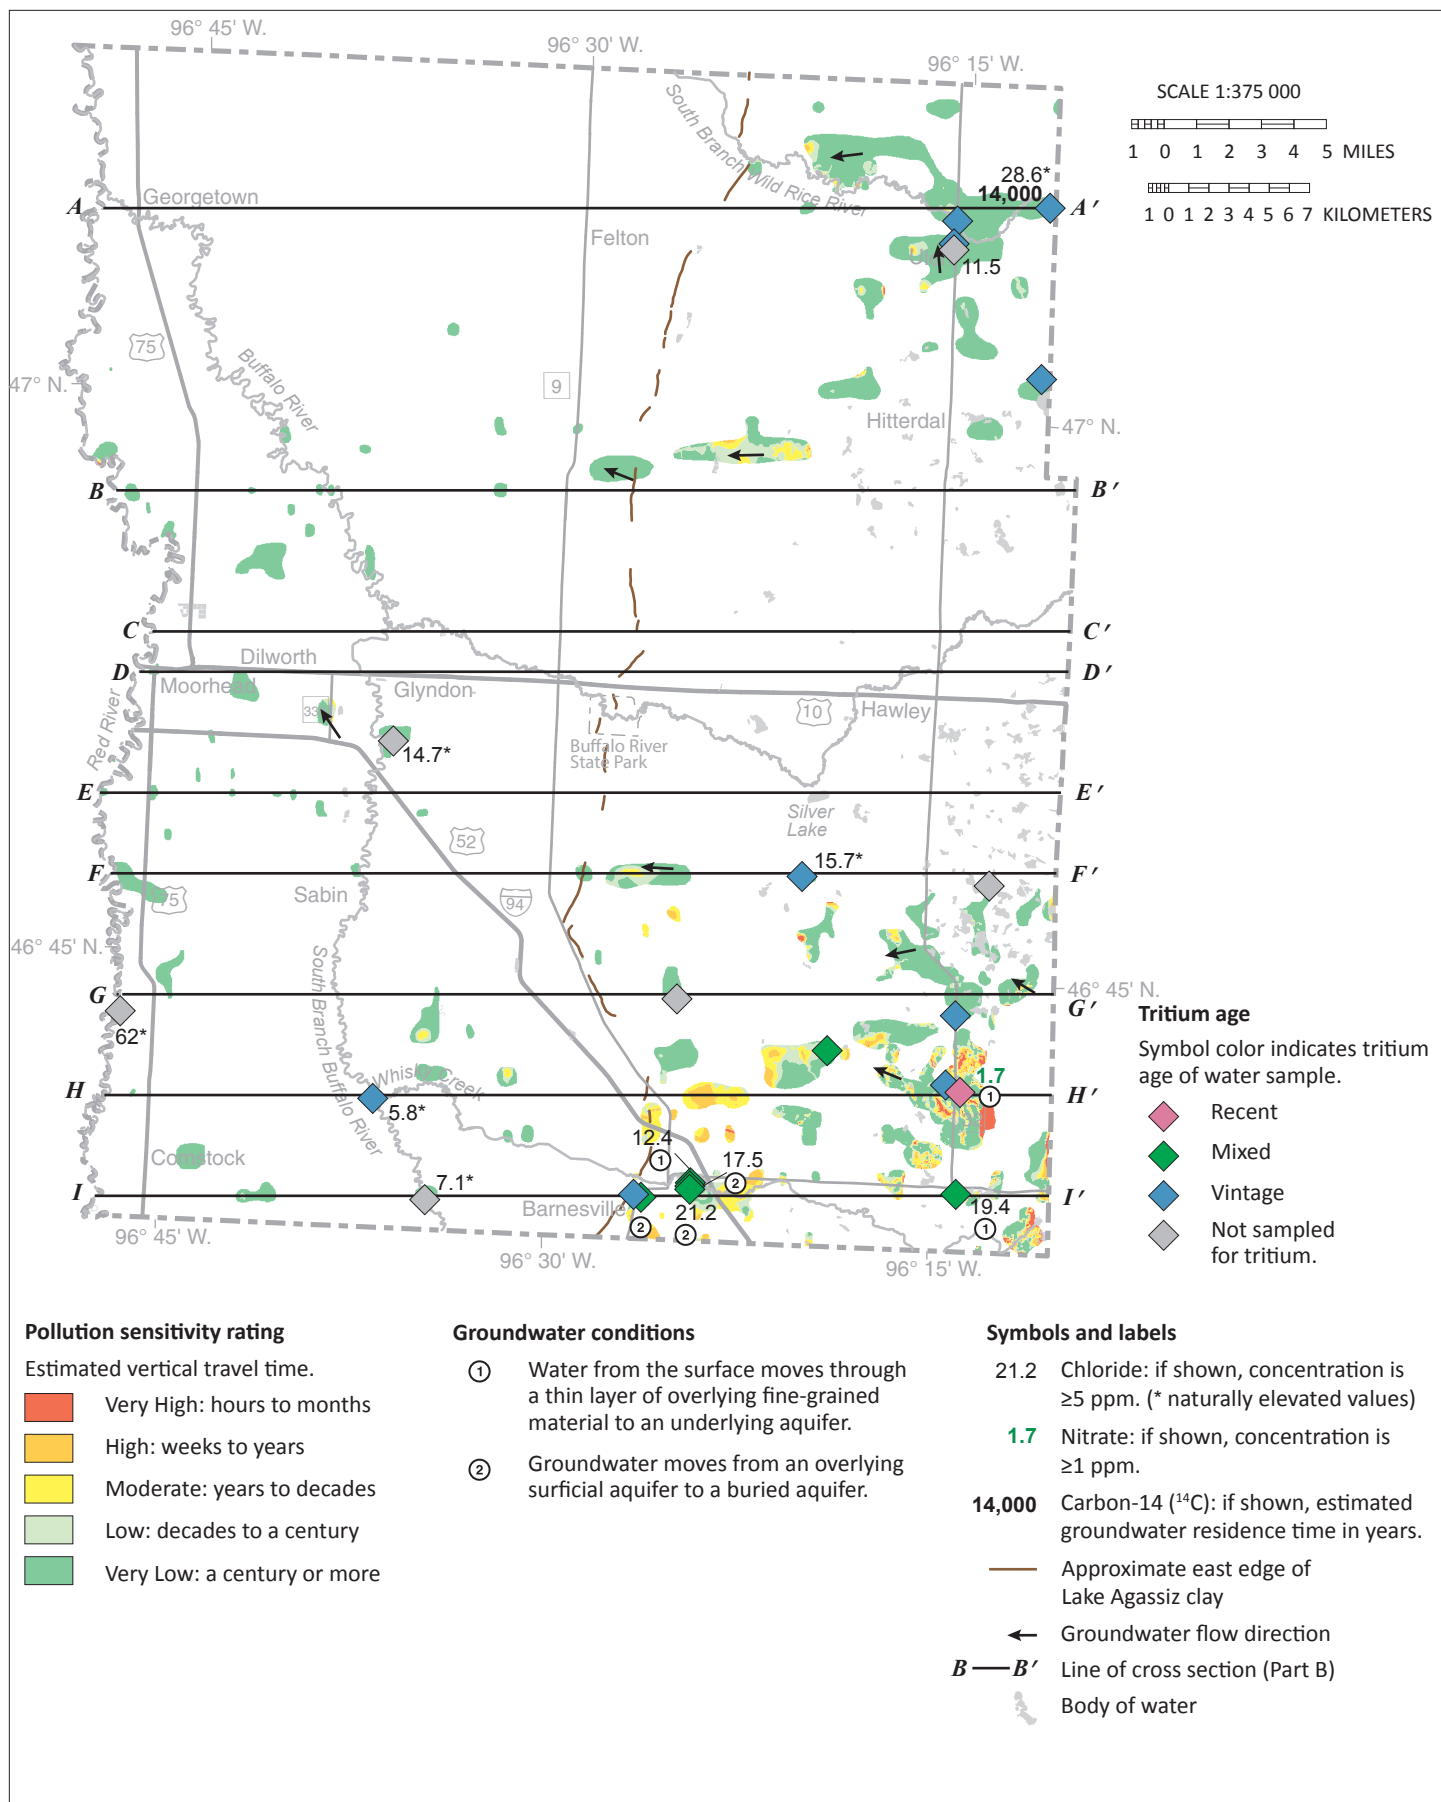 96° 45' W.
96° 30' W.
96° 15' W.
SCALE 1:375 000
1 0 1 2 3 4 5 MILES
1 0 1 2 3 4 5 6 7 KILOMETERS
South Branch Wild Rice River
28.6*
14,000
A
Georgetown
A′
Felton
11.5
75
Buffalo River
47° N.
9
Hitterdal
47° N.
B
B′
C
C′
Dilworth
D
D′
Moorhead
Glyndon
Hawley
10
33
Red River
14.7*
Buffalo River
State Park
E
E′
Silver
Lake
52
15.7*
F
F′
75
Sabin
94
46° 45' N.
South Branch Buffalo River
G
46° 45' N.
G′
62*
Whisky Creek
1.7
1
H
H′
5.8*
12.4
1
17.5
2
Comstock
I
7.1*
Barnesville
I′
2
21.2
2
19.4
1
96° 45' W.
96° 30' W.
96° 15' W.
Tritium age
Symbol color indicates tritium
age of water sample.
Recent
Mixed
Vintage
Not sampled
for tritium.
Pollution sensitivity rating
Estimated vertical travel time.
Very High: hours to months
High: weeks to years
Moderate: years to decades
Low: decades to a century
Very Low: a century or more
Groundwater conditions
1 Water from the surface moves through
a thin layer of overlying fine-grained
material to an underlying aquifer.
2 Groundwater moves from an overlying
surficial aquifer to a buried aquifer.
Symbols and labels
21.2 Chloride: if shown, concentration is
≥5 ppm. (* naturally elevated values)
1.7 Nitrate: if shown, concentration is
≥1 ppm.
14,000 Carbon-14 (¹⁴C): if shown, estimated
groundwater residence time in years.
Approximate east edge of
Lake Agassiz clay
Groundwater flow direction
B B′ Line of cross section (Part B)
Body of water